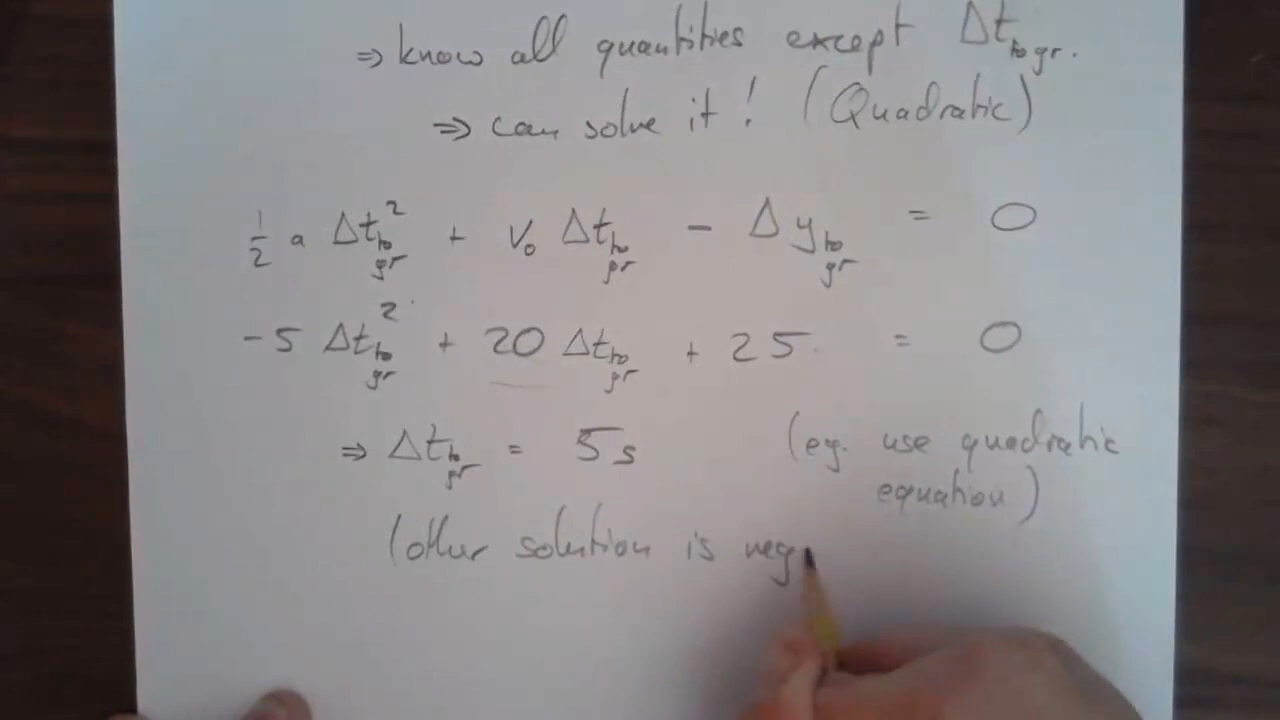 ⇒ know all quantities except Δt to gr.
⇒ can solve it! (Quadratic)
1/2 a Δt to gr ² + V₀ Δt to gr - Δy to gr = 0
-5 Δt to gr ² + 20 Δt to gr + 25 = 0
⇒ Δt to gr = 5s (eg. use quadratic
equation)
(other solution is neg